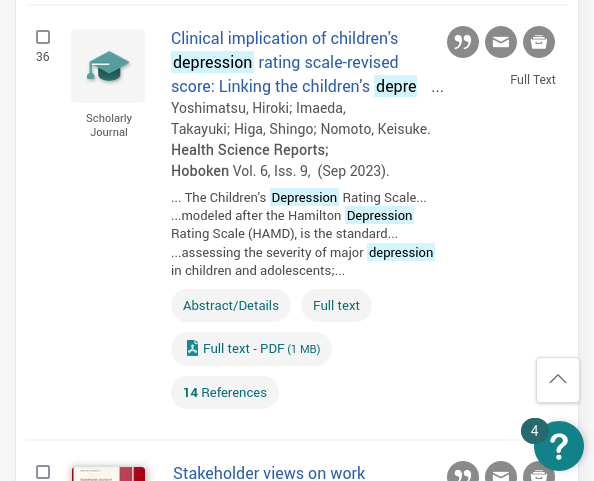 36
Scholarly
Journal
Clinical implication of children's
depression rating scale-revised
score: Linking the children's depre ...
Yoshimatsu, Hiroki; Imaeda,
Takayuki; Higa, Shingo; Nomoto, Keisuke.
Health Science Reports;
Hoboken Vol. 6, Iss. 9, (Sep 2023).
... The Children's Depression Rating Scale...
...modeled after the Hamilton Depression
Rating Scale (HAMD), is the standard...
...assessing the severity of major depression
in children and adolescents;...
Abstract/Details Full text
Full text - PDF (1 MB)
14 References
Full Text
4
?
Stakeholder views on work